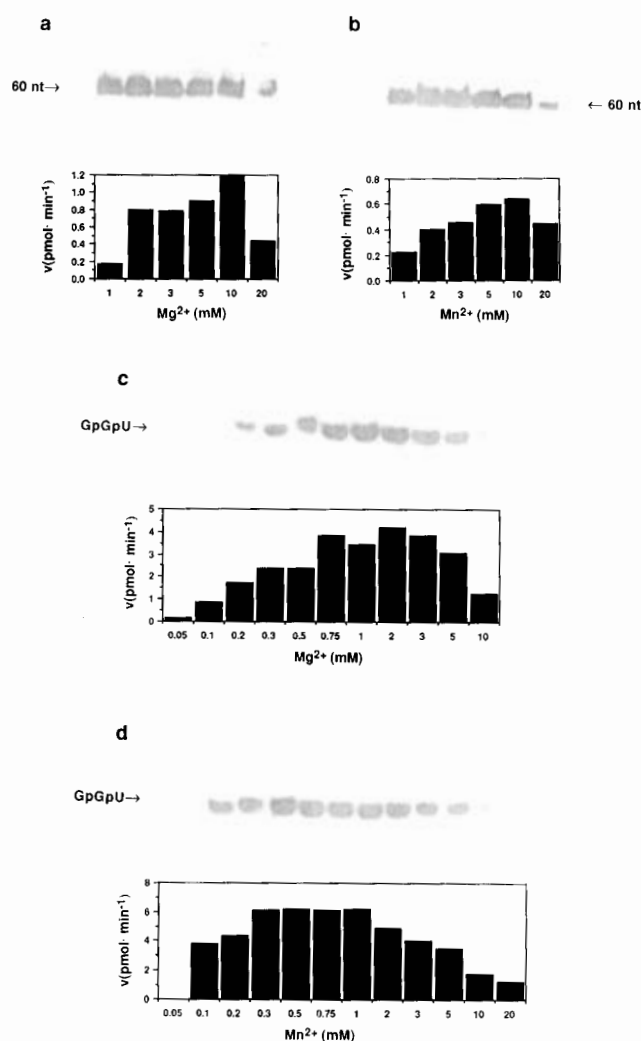 a
b
60 nt→
← 60 nt
v(pmol· min⁻¹)
1.2
1.0
0.8
0.6
0.4
0.2
0.0
1 2 3 5 10 20
Mg²⁺ (mM)
v(pmol· min⁻¹)
0.8
0.6
0.4
0.2
0.0
1 2 3 5 10 20
Mn²⁺ (mM)
c
GpGpU→
v(pmol· min⁻¹)
5
4
3
2
1
0
0.05 0.1 0.2 0.3 0.5 0.75 1 2 3 5 10
Mg²⁺ (mM)
d
GpGpU→
v(pmol· min⁻¹)
8
6
4
2
0
0.05 0.1 0.2 0.3 0.5 0.75 1 2 3 5 10 20
Mn²⁺ (mM)